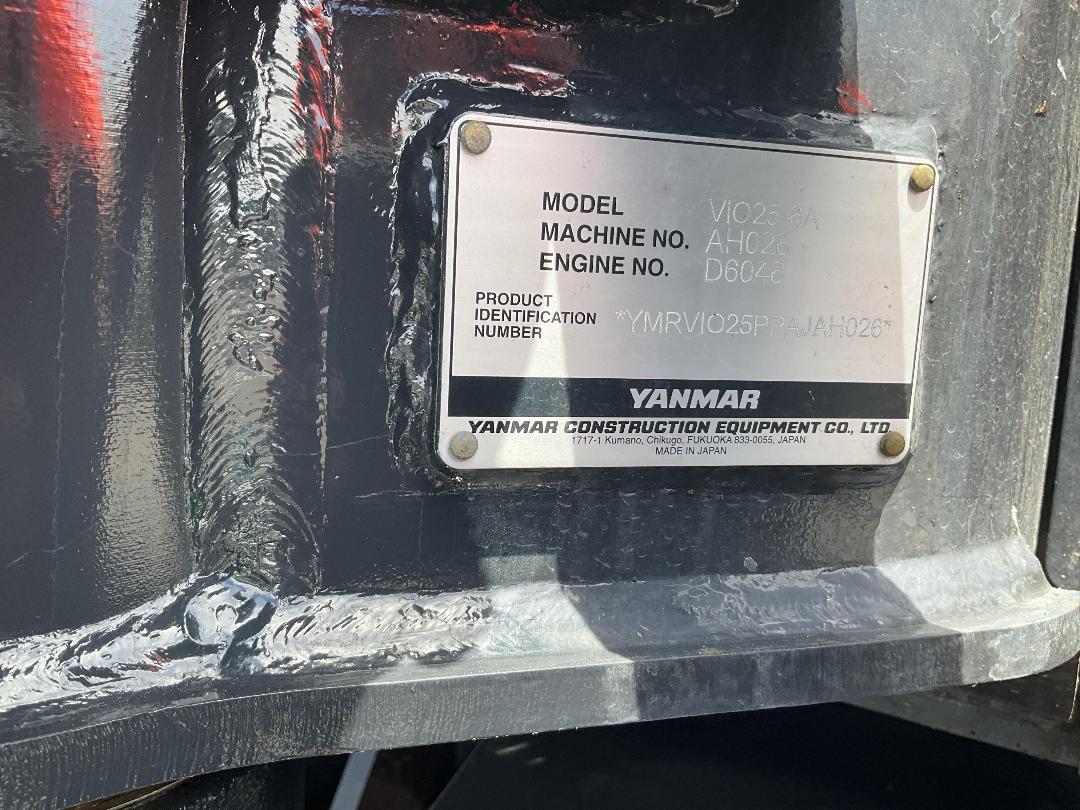 MODEL VIO25-6A
MACHINE NO. AH026
ENGINE NO. D6048
PRODUCT
IDENTIFICATION
NUMBER
*YMRVIO25PPAJAH026*
YANMAR
YANMAR CONSTRUCTION EQUIPMENT CO., LTD.
1717-1 Kumano, Chikugo, FUKUOKA 833-0055, JAPAN
MADE IN JAPAN